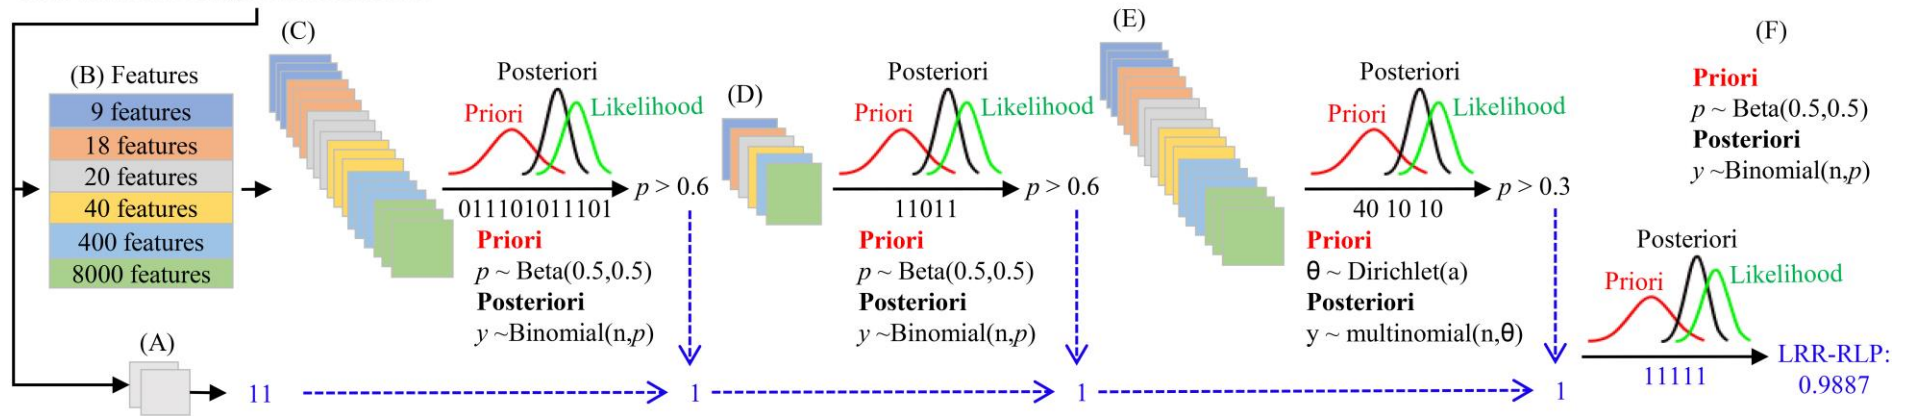 (B) Features
9 features
18 features
20 features
40 features
400 features
8000 features
(A)
11
(C)
Posteriori
Priori
Likelihood
p > 0.6
011101011101
Priori
p ~ Beta(0.5,0.5)
Posteriori
y ~Binomial(n,p)
1
(D)
Posteriori
Priori
Likelihood
p > 0.6
11011
Priori
p ~ Beta(0.5,0.5)
Posteriori
y ~Binomial(n,p)
1
(E)
Posteriori
Priori
Likelihood
p > 0.3
40 10 10
Priori
θ ~ Dirichlet(a)
Posteriori
y ~ multinomial(n,θ)
1
(F)
Priori
p ~ Beta(0.5,0.5)
Posteriori
y ~Binomial(n,p)
Posteriori
Priori
Likelihood
11111
LRR-RLP:
0.9887